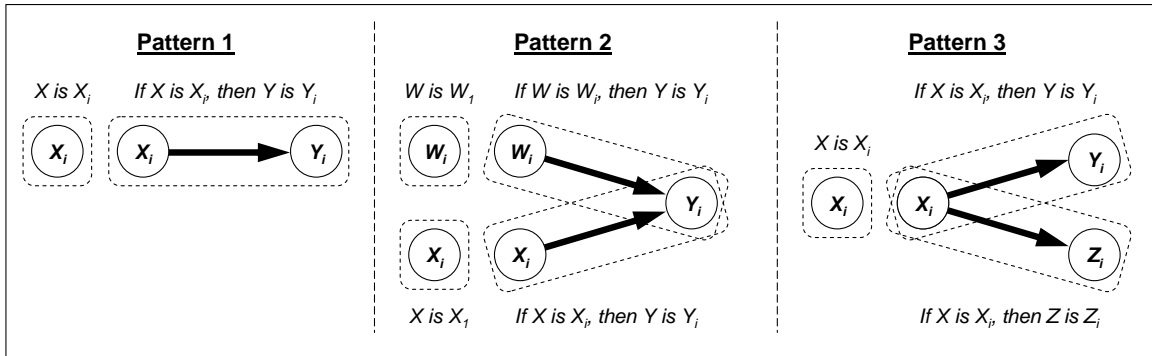 Pattern 1
X is Xi
If X is Xi, then Y is Yi
Xi
Xi
Yi
Pattern 2
W is W1
If W is Wi, then Y is Yi
Wi
Wi
Yi
Xi
Xi
X is X1
If X is Xi, then Y is Yi
Pattern 3
If X is Xi, then Y is Yi
X is Xi
Yi
Xi
Xi
Zi
If X is Xi, then Z is Zi